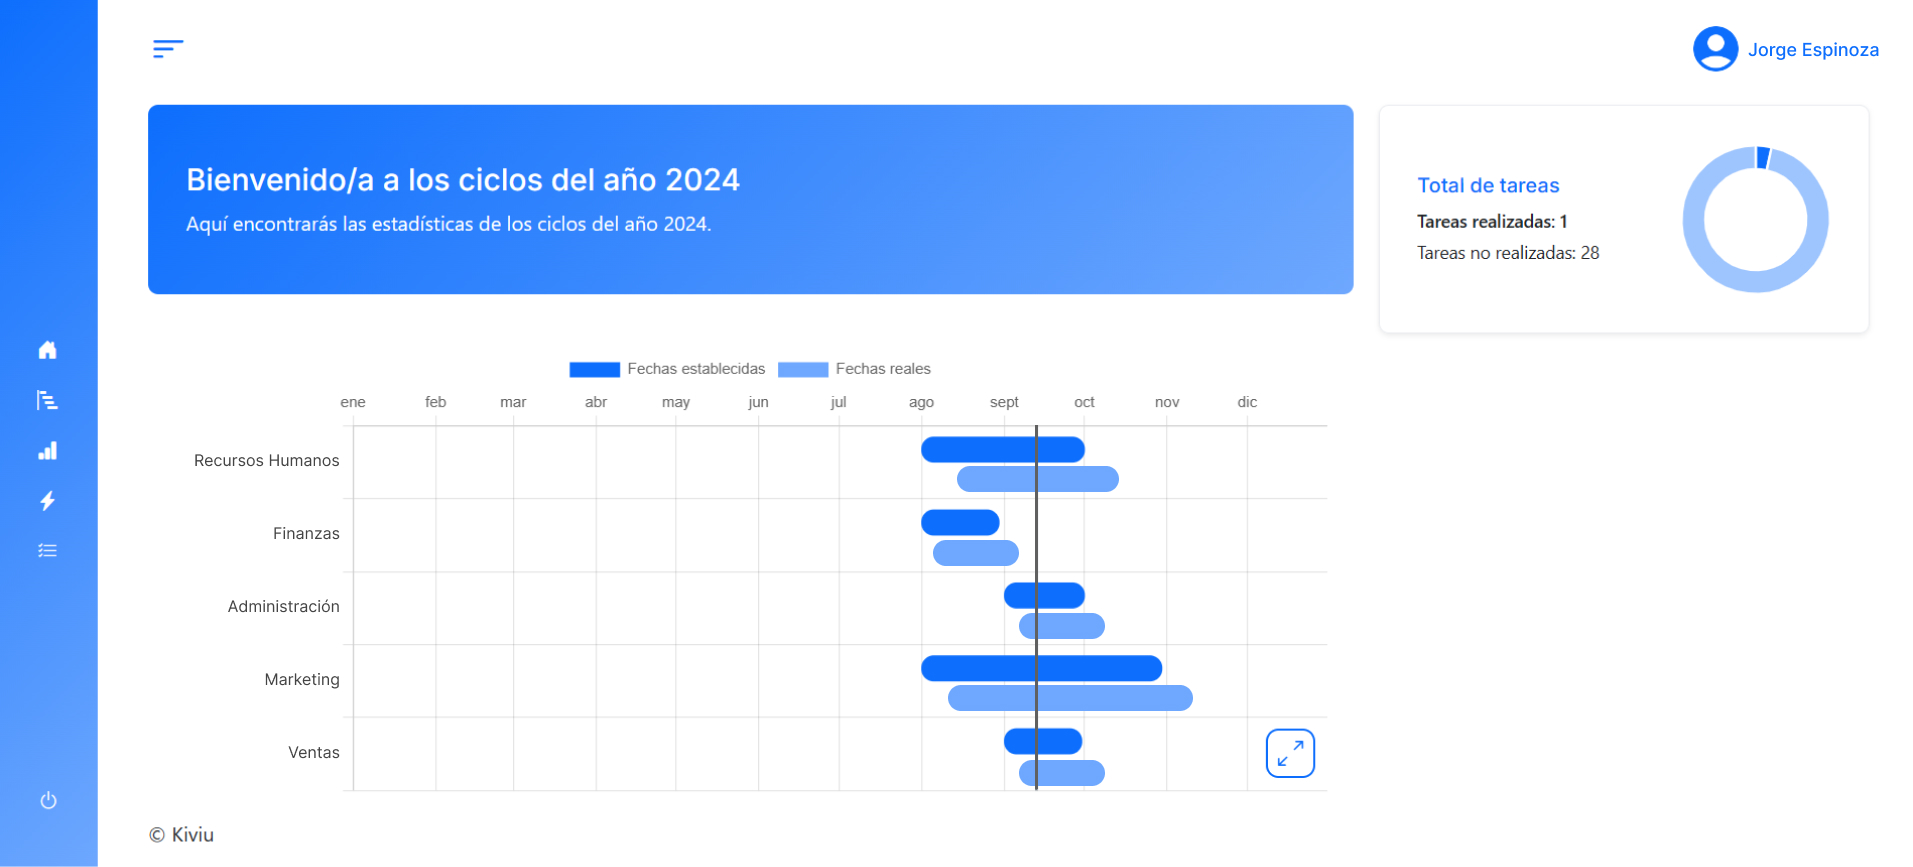 Jorge Espinoza
Bienvenido/a a los ciclos del año 2024
Aquí encontrarás las estadísticas de los ciclos del año 2024.
Total de tareas
Tareas realizadas: 1
Tareas no realizadas: 28
Fechas establecidas Fechas reales
ene feb mar abr may jun jul ago sept oct nov dic
Recursos Humanos
Finanzas
Administración
Marketing
Ventas
© Kiviu